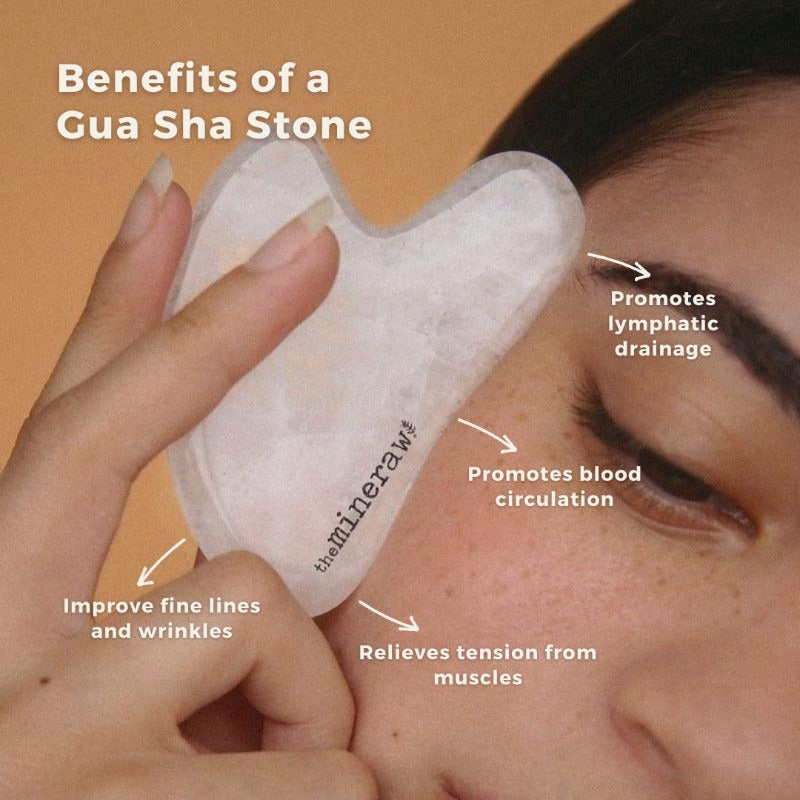 Benefits of a
Gua Sha Stone
Promotes
lymphatic
drainage
Promotes blood
circulation
themineraw
Improve fine lines
and wrinkles
Relieves tension from
muscles